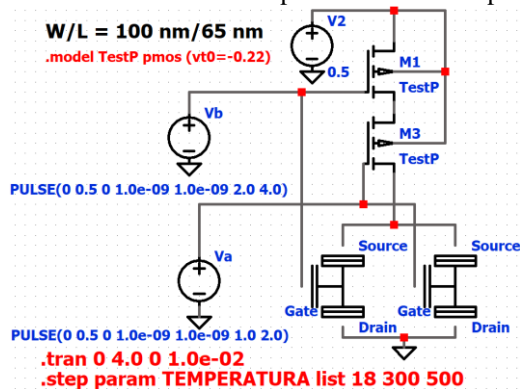 W/L = 100 nm/65 nm
.model TestP pmos (vt0=-0.22)
V2
0.5
M1
TestP
Vb
M3
TestP
PULSE(0 0.5 0 1.0e-09 1.0e-09 2.0 4.0)
Va
Source
Source
Gate
Gate
Drain
Drain
PULSE(0 0.5 0 1.0e-09 1.0e-09 1.0 2.0)
.tran 0 4.0 0 1.0e-02
.step param TEMPERATURA list 18 300 500